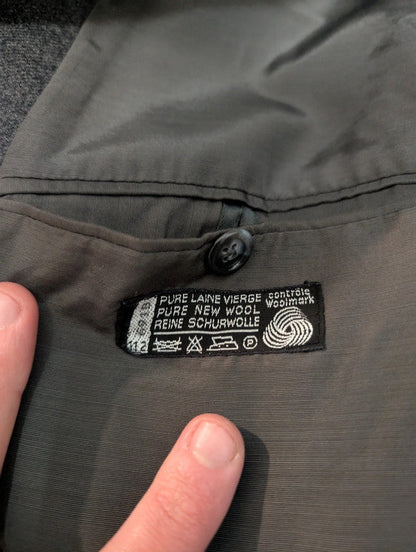 PURE LAINE VIERGE
PURE NEW WOOL
REINE SCHURWOLLE
contrôle
Woolmark
P